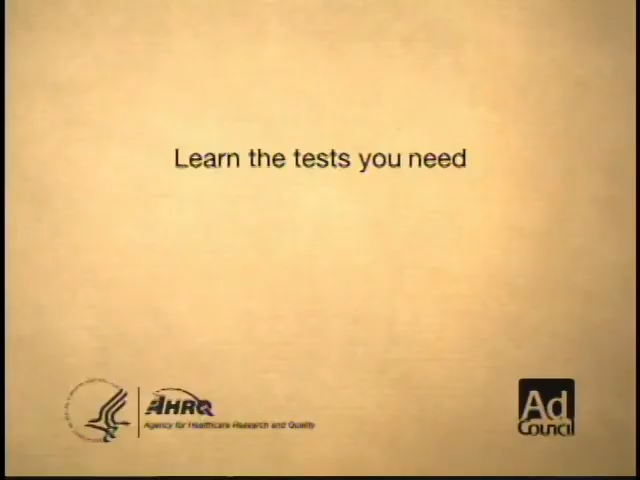 Learn the tests you need
AHRQ
Agency for Healthcare Research and Quality
Ad
Council